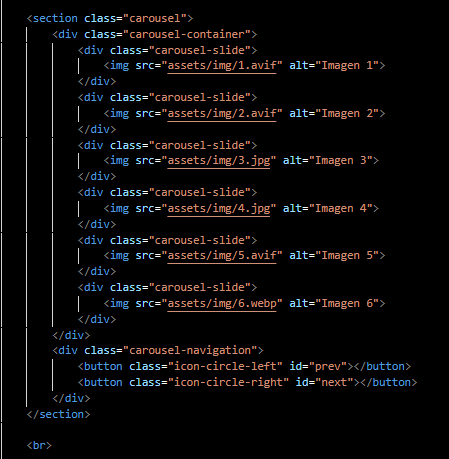 <section class="carousel">
<div class="carousel-container">
<div class="carousel-slide">
<img src="assets/img/1.avif" alt="Imagen 1">
</div>
<div class="carousel-slide">
<img src="assets/img/2.avif" alt="Imagen 2">
</div>
<div class="carousel-slide">
<img src="assets/img/3.jpg" alt="Imagen 3">
</div>
<div class="carousel-slide">
<img src="assets/img/4.jpg" alt="Imagen 4">
</div>
<div class="carousel-slide">
<img src="assets/img/5.avif" alt="Imagen 5">
</div>
<div class="carousel-slide">
<img src="assets/img/6.webp" alt="Imagen 6">
</div>
</div>
<div class="carousel-navigation">
<button class="icon-circle-left" id="prev"></button>
<button class="icon-circle-right" id="next"></button>
</div>
</section>
<br>